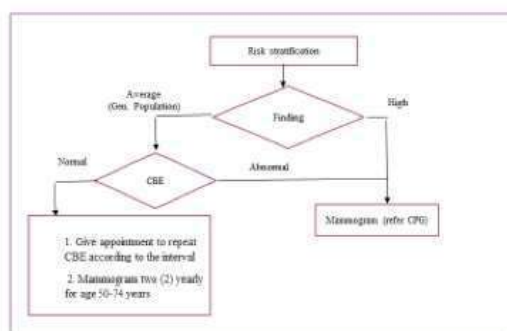 Risk stratification
Average
(Gen. Population)
High
Finding
Normal
CBE
Abnormal
Mammogram (refer CPG)
1. Give appointment to repeat
CBE according to the interval
2. Mammogram two (2) yearly
for age 50-74 years